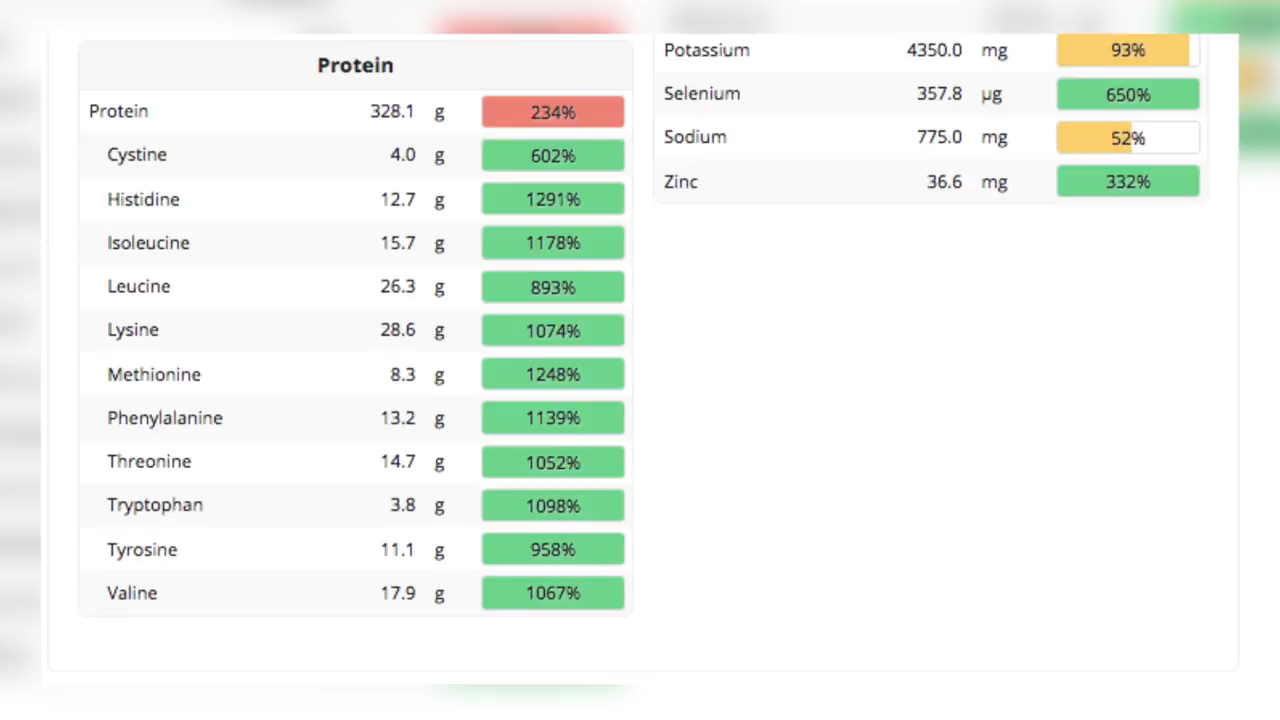 Protein
Protein 328.1 g 234%
Cystine 4.0 g 602%
Histidine 12.7 g 1291%
Isoleucine 15.7 g 1178%
Leucine 26.3 g 893%
Lysine 28.6 g 1074%
Methionine 8.3 g 1248%
Phenylalanine 13.2 g 1139%
Threonine 14.7 g 1052%
Tryptophan 3.8 g 1098%
Tyrosine 11.1 g 958%
Valine 17.9 g 1067%
Potassium 4350.0 mg 93%
Selenium 357.8 µg 650%
Sodium 775.0 mg 52%
Zinc 36.6 mg 332%